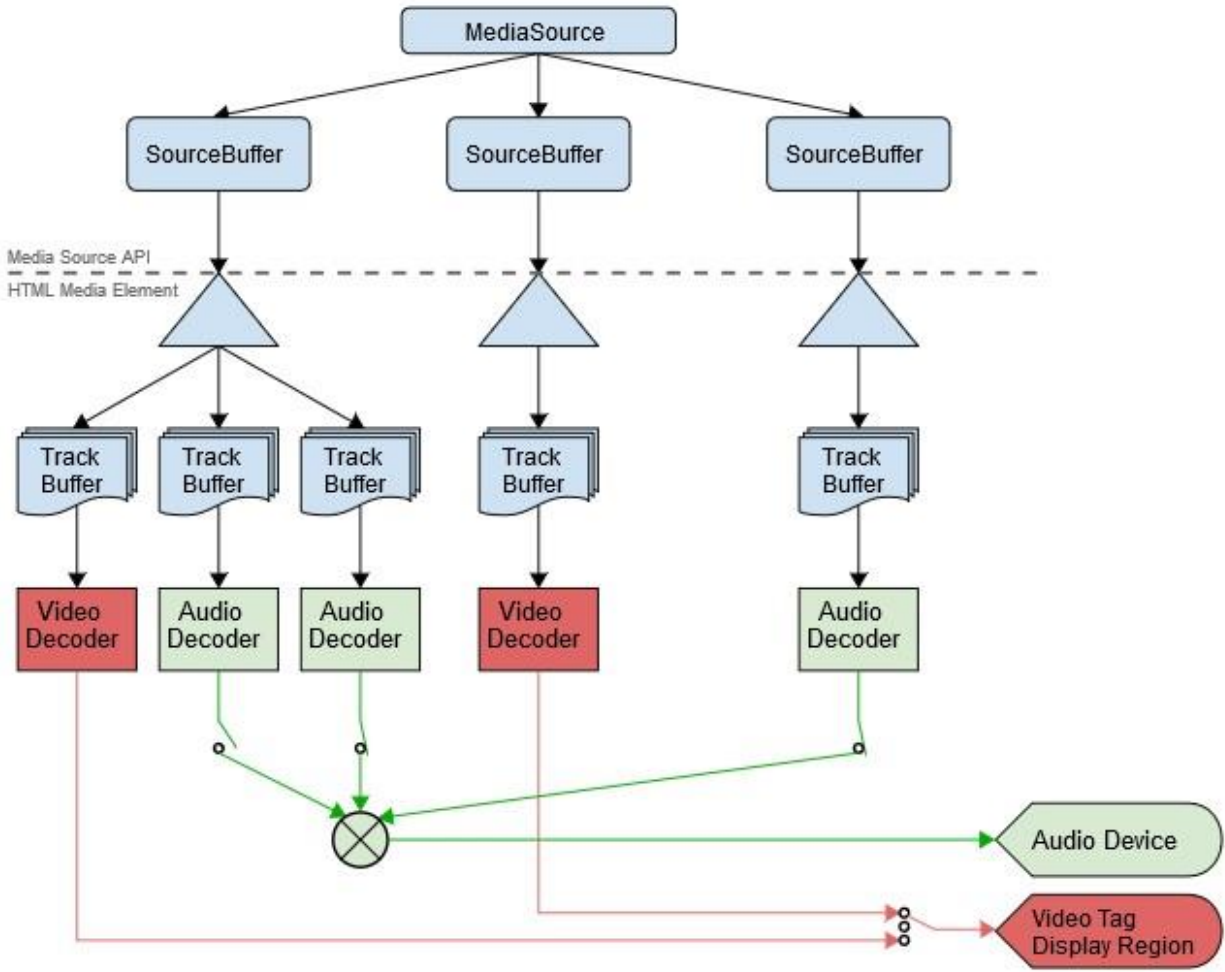 MediaSource
SourceBuffer
SourceBuffer
SourceBuffer
Media Source API
HTML Media Element
Track
Buffer
Track
Buffer
Track
Buffer
Track
Buffer
Track
Buffer
Video
Decoder
Audio
Decoder
Audio
Decoder
Video
Decoder
Audio
Decoder
Audio Device
Video Tag
Display Region